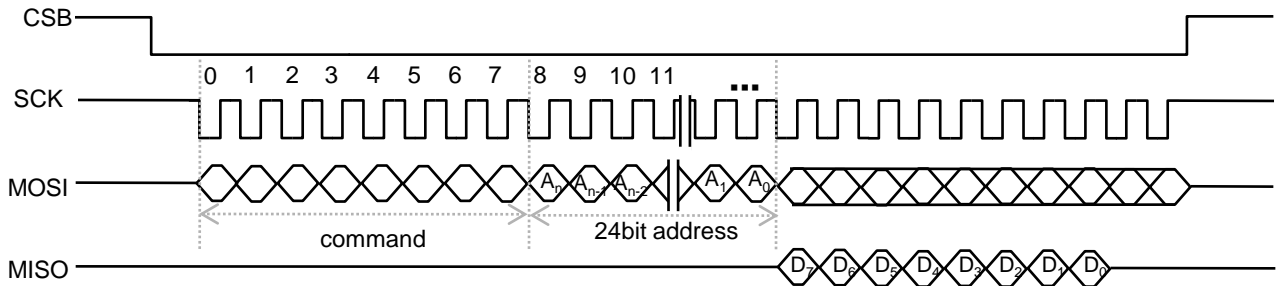 CSB
0 1 2 3 4 5 6 7 8 9 10 11 ...
SCK
MOSI An An-1 An-2 A1 A0
command 24bit address
MISO D7 D6 D5 D4 D3 D2 D1 D0